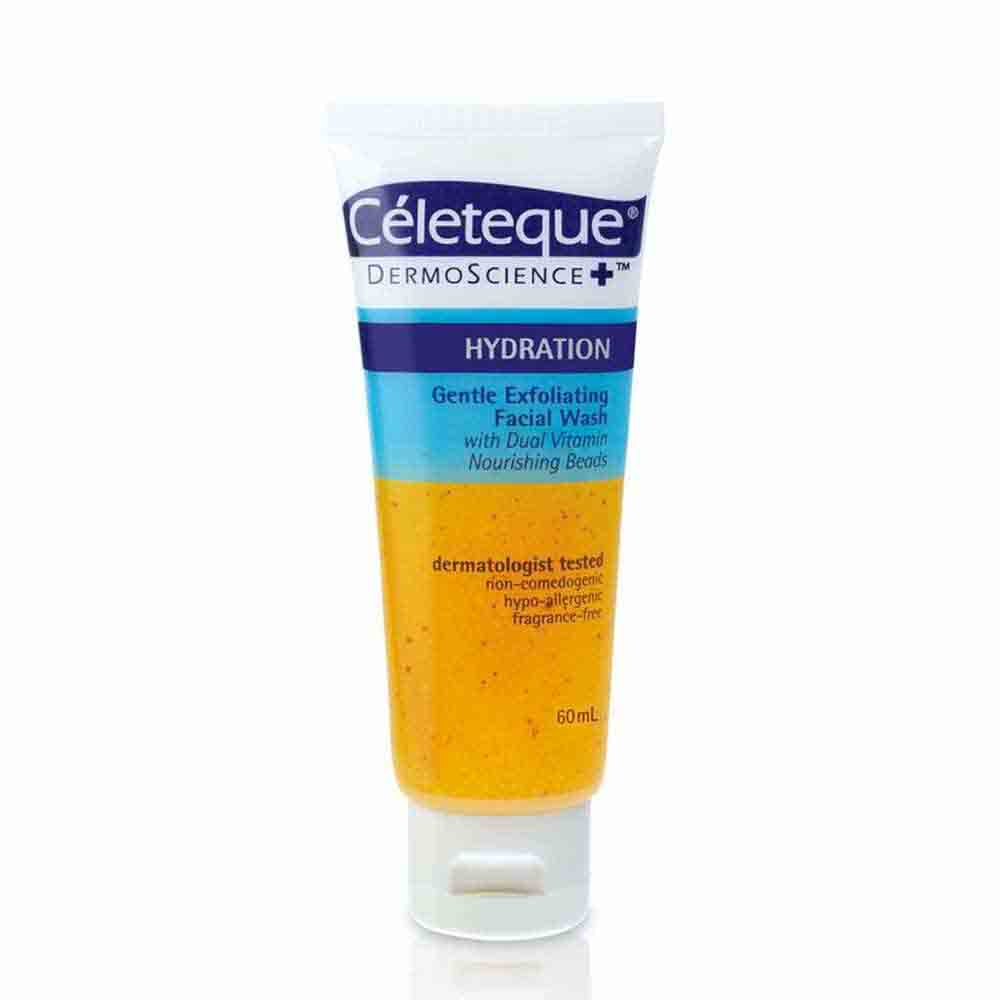 Céleteque®
DERMOSCIENCE+™
HYDRATION
Gentle Exfoliating
Facial Wash
with Dual Vitamin
Nourishing Beads
dermatologist tested
non-comedogenic
hypo-allergenic
fragrance-free
60mL